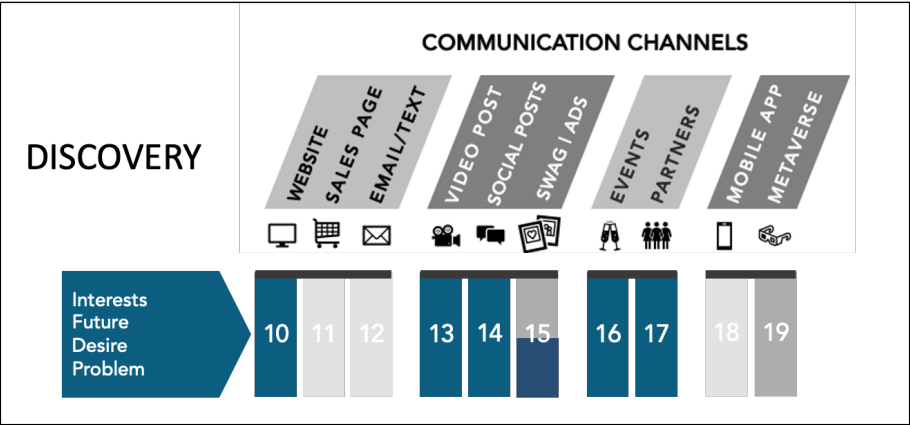 COMMUNICATION CHANNELS
DISCOVERY
WEBSITE
SALES PAGE
EMAIL/TEXT
VIDEO POST
SOCIAL POSTS
SWAG | ADS
EVENTS
PARTNERS
MOBILE APP
METAVERSE
Interests
Future
Desire
Problem
10 11 12 13 14 15 16 17 18 19